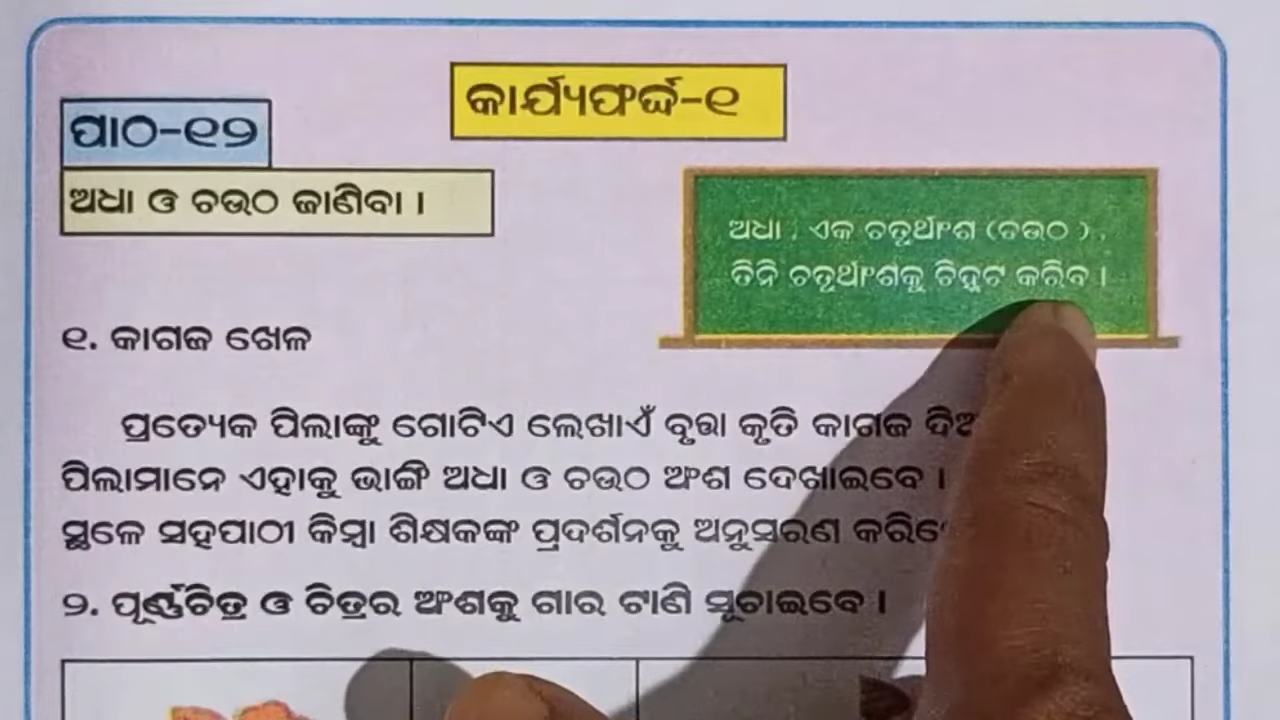 କାର୍ଯ୍ୟଫର୍ଦ୍ଦ-୧
ପାଠ-୧୨
ଅଧା ଓ ଚଉଠ ଜାଣିବା ।
ଅଧା , ଏକ ଚତୁର୍ଥାଂଶ (ଚଉଠ ) ,
ତିନି ଚତୁର୍ଥାଂଶକୁ ଚିହ୍ନଟ କରିବ ।
୧. କାଗଜ ଖେଳ
ପ୍ରତ୍ୟେକ ପିଲାଙ୍କୁ ଗୋଟିଏ ଲେଖାଏଁ ବୃତ୍ତା କୃତି କାଗଜ
ପିଲାମାନେ ଏହାକୁ ଭାଙ୍ଗି ଅଧା ଓ ଚଉଠ ଅଂଶ ଦେଖାଇବେ ।
ସ୍ଥଳେ ସହପାଠୀ କିମ୍ବା ଶିକ୍ଷକଙ୍କ ପ୍ରଦର୍ଶନକୁ ଅନୁସରଣ
୨. ପୂର୍ଣ୍ଣଚିତ୍ର ଓ ଚିତ୍ରର ଅଂଶକୁ ଗାର ଟାଣି ସୂଚାଇବେ ।